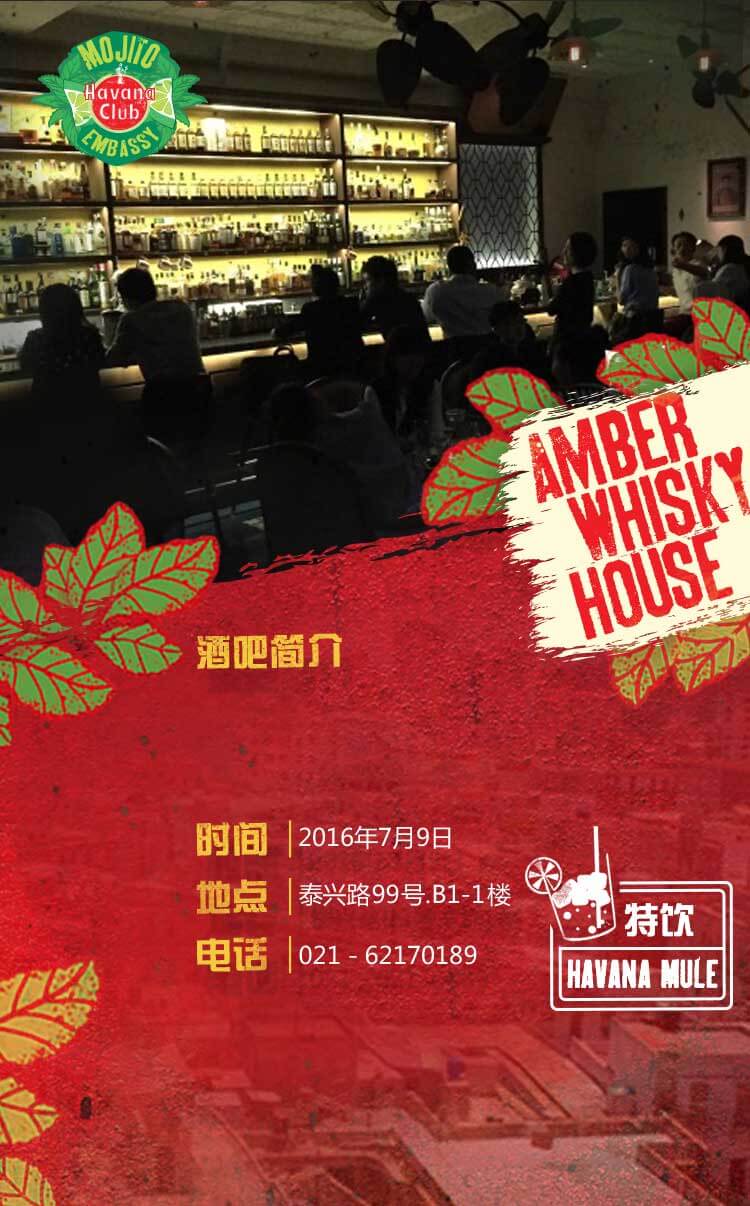 MOJITO
Havana
Club
EMBASSY
AMBER
WHISKY
HOUSE
酒吧简介
时间 2016年7月9日
地点 泰兴路99号.B1-1楼
电话 021 - 62170189
特饮
HAVANA MULE